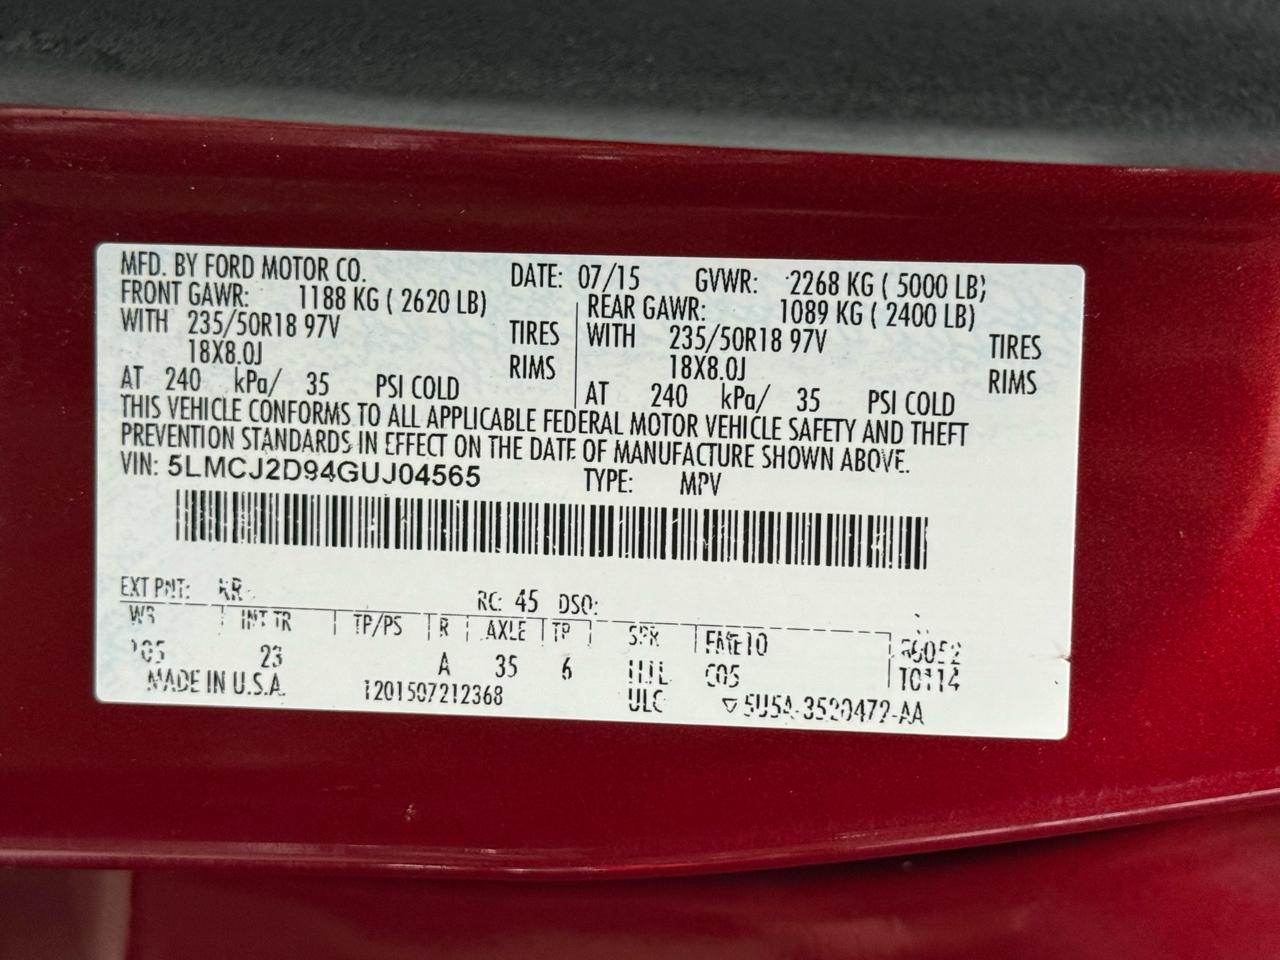 MFD. BY FORD MOTOR CO. DATE: 07/15 GVWR: 2268 KG ( 5000 LB)
FRONT GAWR: 1188 KG ( 2620 LB) REAR GAWR: 1089 KG ( 2400 LB)
WITH 235/50R18 97V TIRES WITH 235/50R18 97V TIRES
18X8.0J RIMS 18X8.0J RIMS
AT 240 kPa/ 35 PSI COLD AT 240 kPa/ 35 PSI COLD
THIS VEHICLE CONFORMS TO ALL APPLICABLE FEDERAL MOTOR VEHICLE SAFETY AND THEFT
PREVENTION STANDARDS IN EFFECT ON THE DATE OF MANUFACTURE SHOWN ABOVE.
VIN: 5LMCJ2D94GUJ04565 TYPE: MPV
EXT PNT: RR RC: 45 DSO:
WB INT TR TP/PS R AXLE TP SPR
23 A 35 6 T0114
MADE IN U.S.A. 1201507212368 ULC